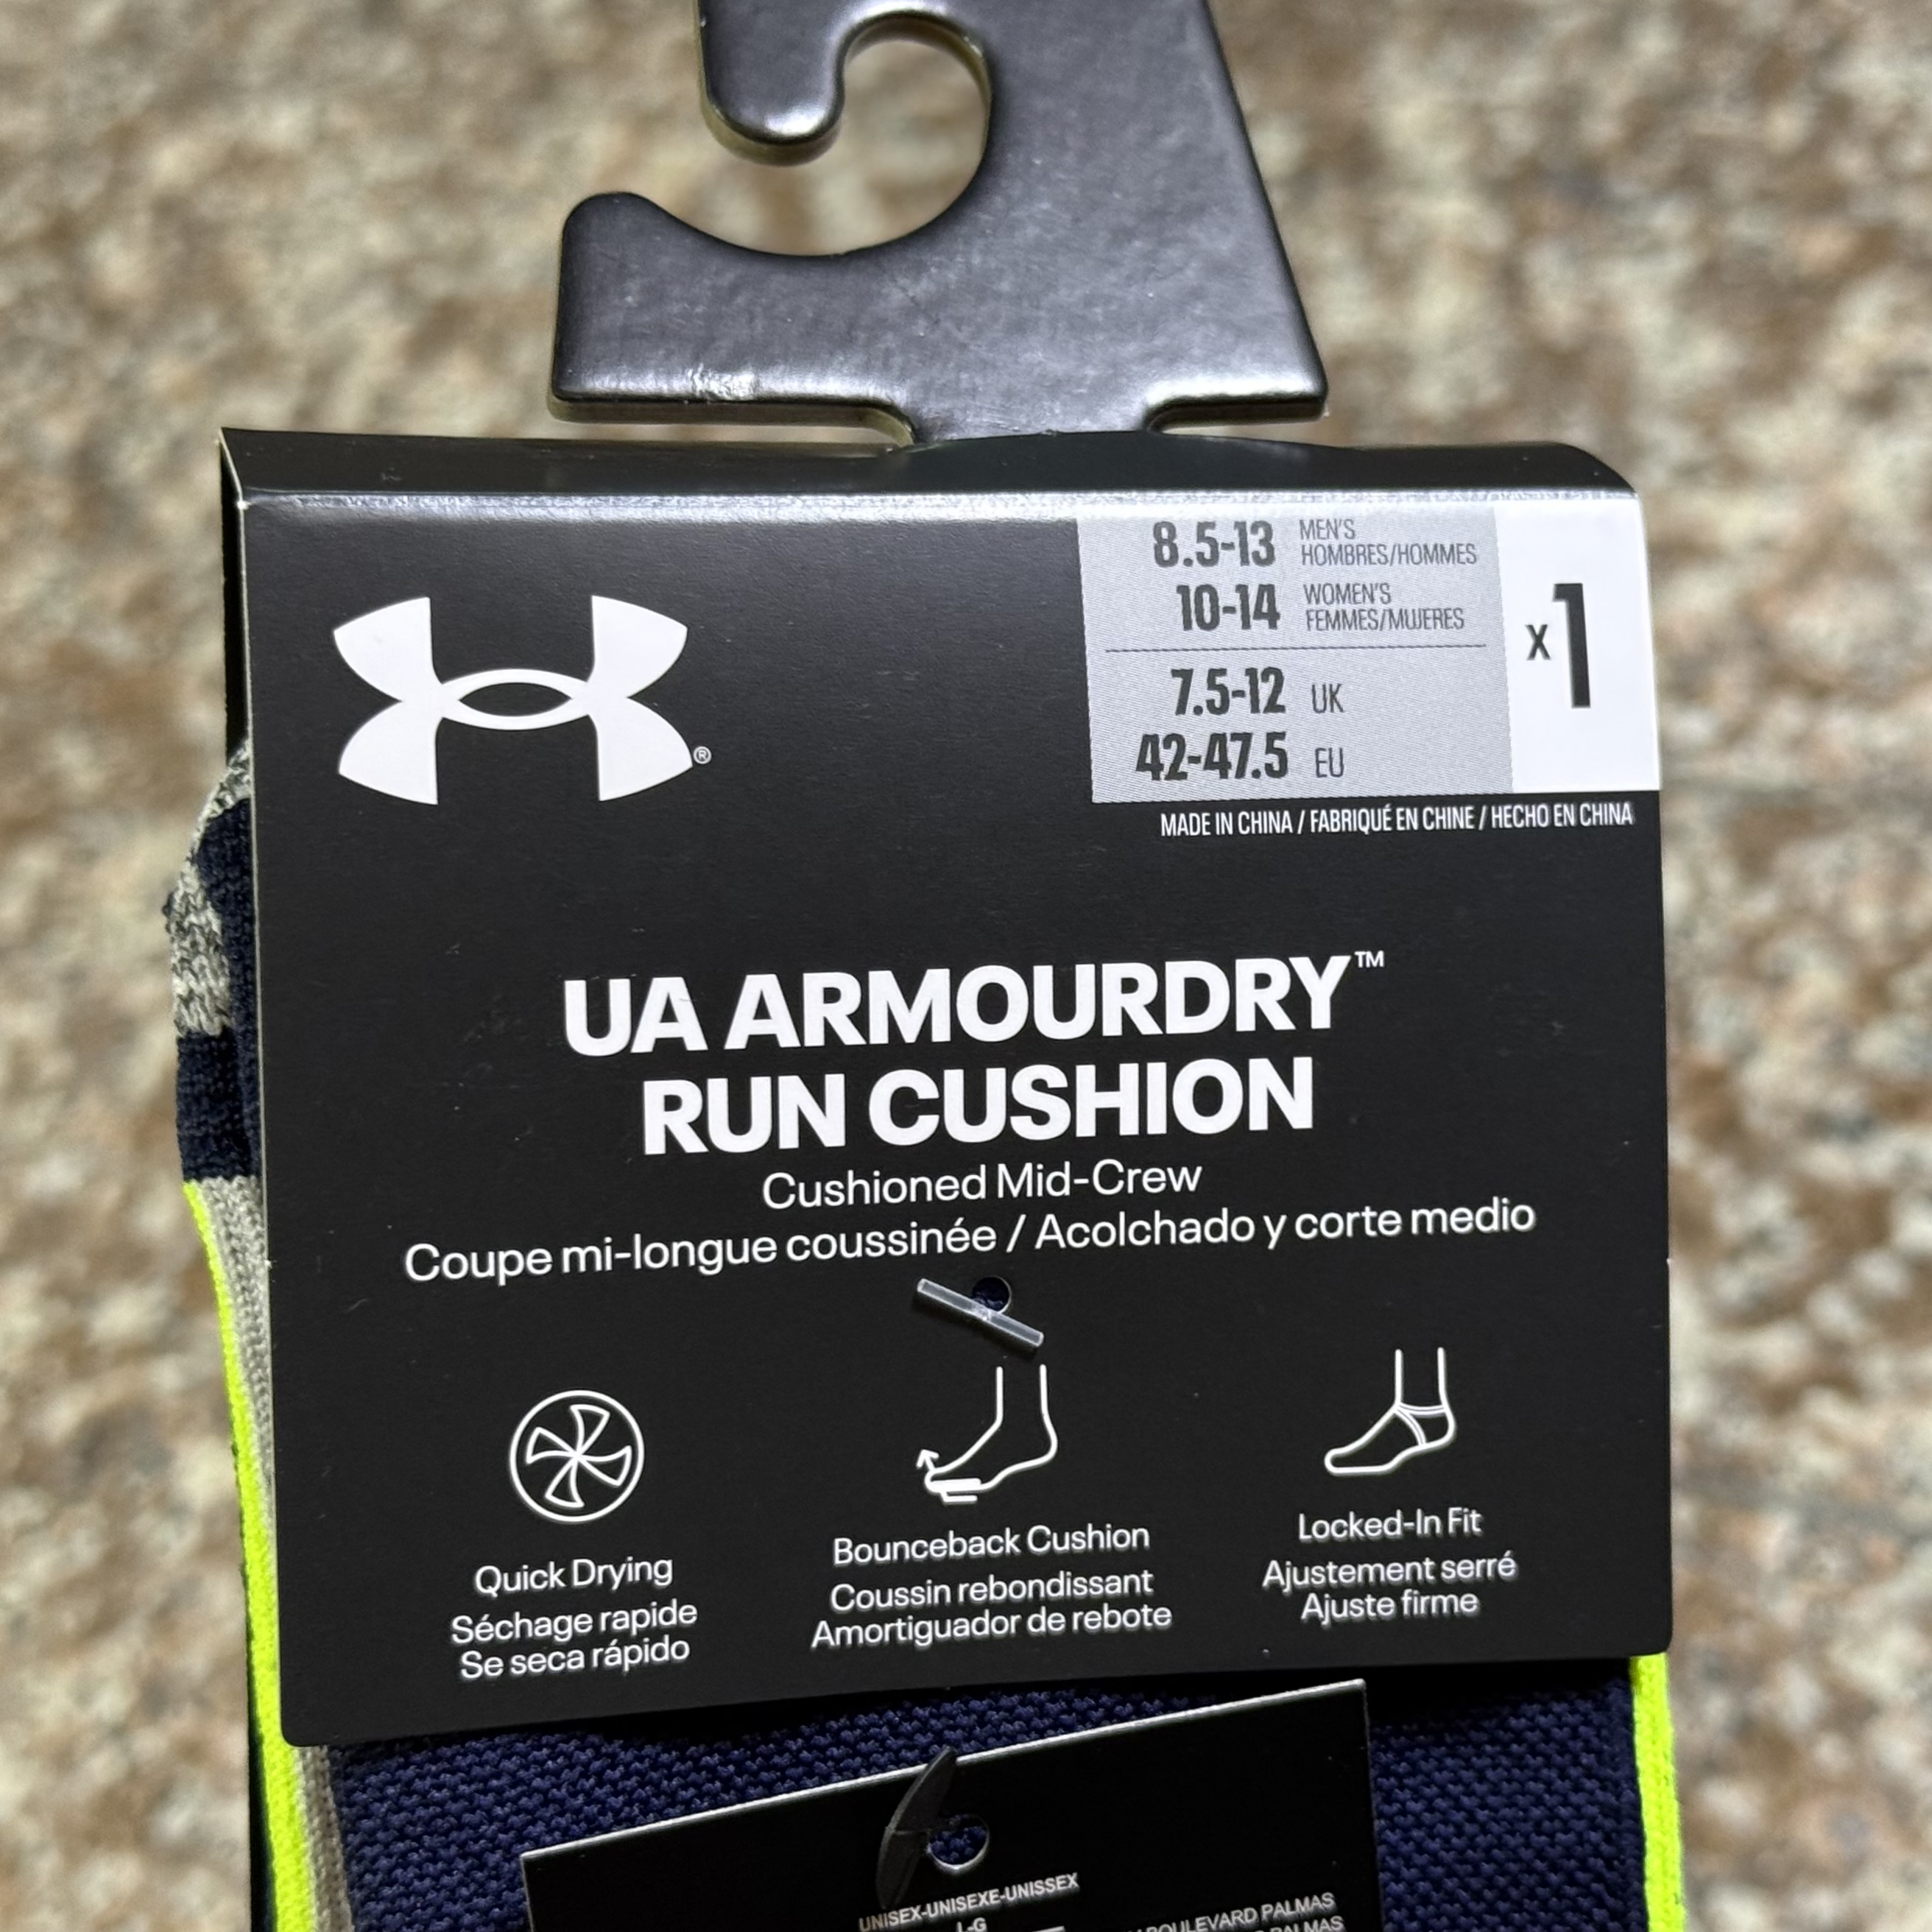 8.5-13 MEN'S
HOMBRES/HOMMES
10-14 WOMEN'S
FEMMES/MUJERES
7.5-12 UK
42-47.5 EU
x1
MADE IN CHINA / FABRIQUÉ EN CHINE / HECHO EN CHINA
®
UA ARMOURDRY™
RUN CUSHION
Cushioned Mid-Crew
Coupe mi-longue coussinée / Acolchado y corte medio
Quick Drying
Séchage rapide
Se seca rápido
Bounceback Cushion
Coussin rebondissant
Amortiguador de rebote
Locked-In Fit
Ajustement serré
Ajuste firme
UNISEX-UNISEXE-UNISSEX
BOULEVARD PALMAS
PALMAS